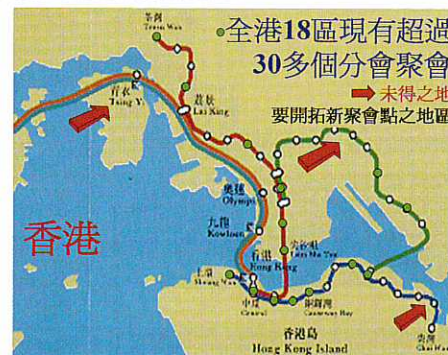 •全港18區現有超過
30多個分會聚會
未得之地
要開拓新聚會點之地區
荃灣
Tsuen Wan
青衣
Tsing Yi
荔景
Lai King
奧運
Olympic
九龍
Kowloon
香港
香港
Hong Kong
尖沙咀
Tsim Sha Tsui
上環
Sheung Wan
中環
Central
銅鑼灣
Causeway Bay
柴灣
Chai Wan
香港島
Hong Kong Island